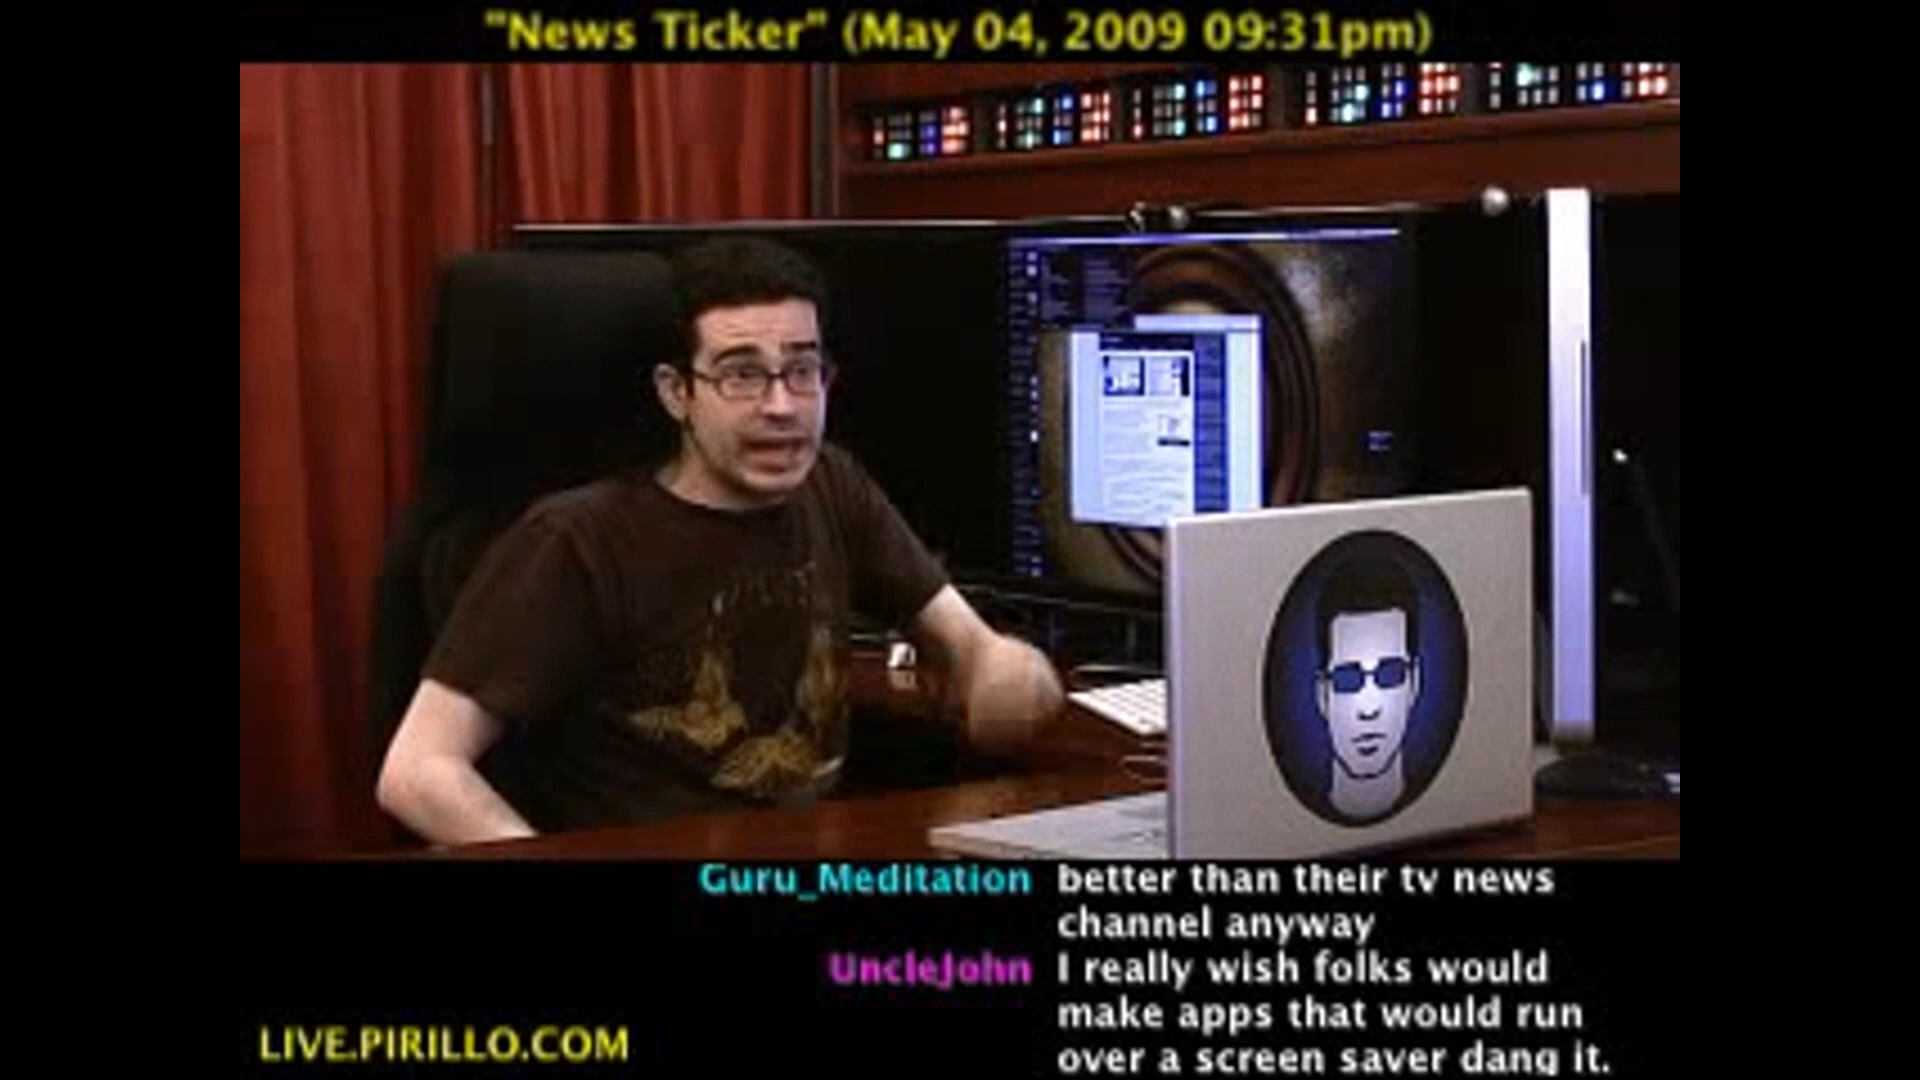 "News Ticker" (May 04, 2009 09:31pm)
Guru_Meditation better than their tv news
channel anyway
UncleJohn I really wish folks would
make apps that would run
over a screen saver dang it.
LIVE.PIRILLO.COM